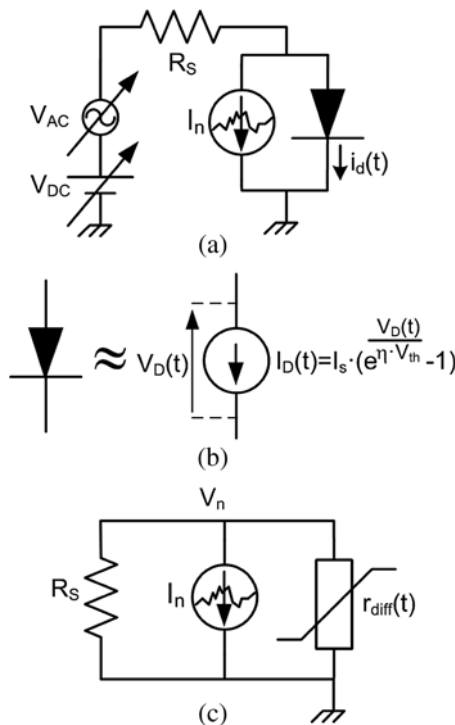 R_S
V_AC
I_n
i_d(t)
V_DC
(a)
≈ V_D(t) I_D(t)=I_s·(e^{V_D(t)/η·V_th}-1)
(b)
V_n
R_S
I_n
r_diff(t)
(c)